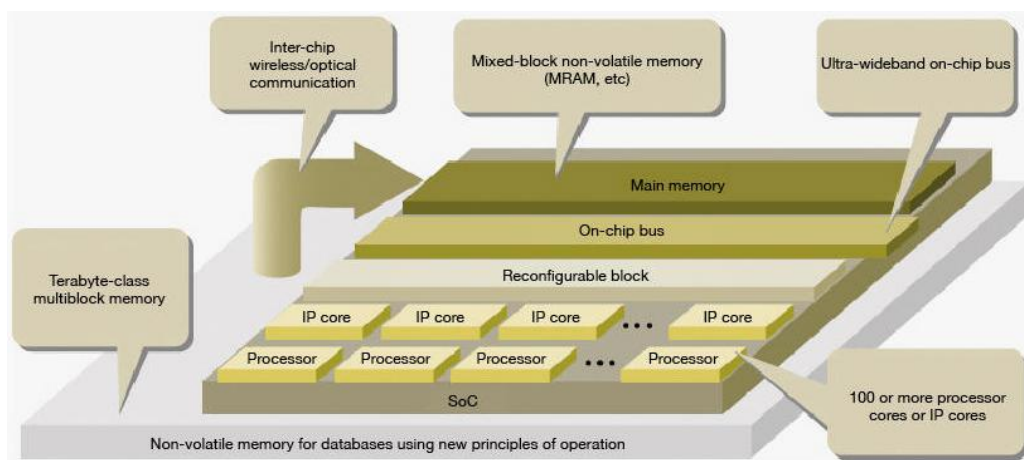 Inter-chip
wireless/optical
communication
Mixed-block non-volatile memory
(MRAM, etc)
Ultra-wideband on-chip bus
Main memory
On-chip bus
Terabyte-class
multiblock memory
Reconfigurable block
IP core IP core IP core ••• IP core
Processor Processor Processor ••• Processor
100 or more processor
cores or IP cores
SoC
Non-volatile memory for databases using new principles of operation